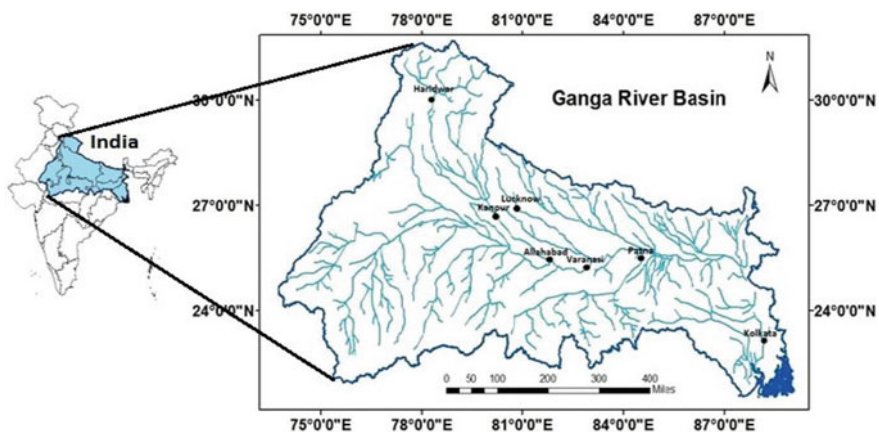 75°0'0"E 78°0'0"E 81°0'0"E 84°0'0"E 87°0'0"E
N
Haridwar
30°0'0"N 30°0'0"N
Ganga River Basin
India
Lucknow
27°0'0"N 27°0'0"N
Kanpur
Allahabad Varanasi Patna
24°0'0"N 24°0'0"N
Kolkata
0 50 100 200 300 400
Miles
75°0'0"E 78°0'0"E 81°0'0"E 84°0'0"E 87°0'0"E